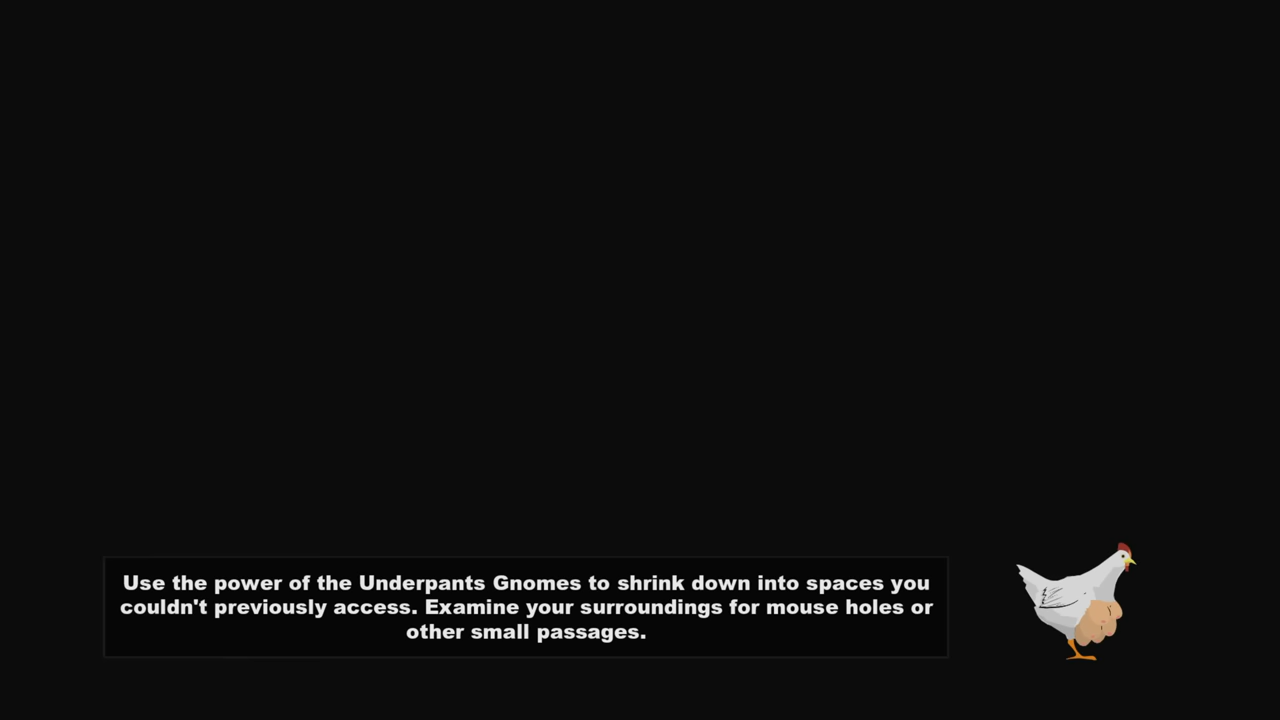 Use the power of the Underpants Gnomes to shrink down into spaces you
couldn't previously access. Examine your surroundings for mouse holes or
other small passages.